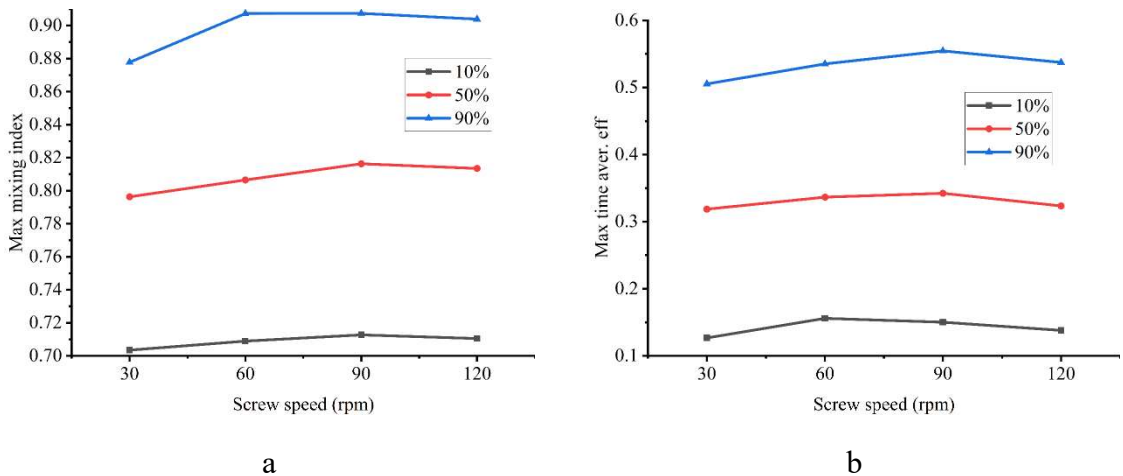 0.90
0.88
0.86
0.84
0.82
0.80
0.78
0.76
0.74
0.72
0.70
Max mixing index
10%
50%
90%
30 60 90 120
Screw speed (rpm)
a
0.6
0.5
0.4
0.3
0.2
0.1
Max time aver. eff
10%
50%
90%
30 60 90 120
Screw speed (rpm)
b